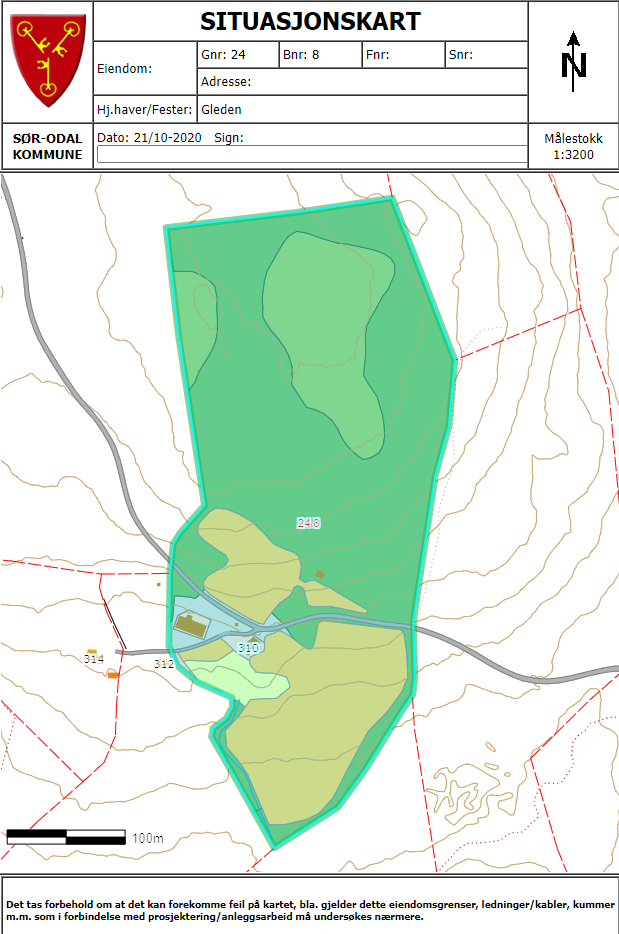 SITUASJONSKART
Eiendom:
Gnr: 24
Bnr: 8
Fnr:
Snr:
Adresse:
Hj.haver/Fester:
Gleden
N
SØR-ODAL
KOMMUNE
Dato: 21/10-2020 Sign:
Målestokk
1:3200
24/8
310
314
312
100m
Det tas forbehold om at det kan forekomme feil på kartet, bla. gjelder dette eiendomsgrenser, ledninger/kabler, kummer
m.m. som i forbindelse med prosjektering/anleggsarbeid må undersøkes nærmere.